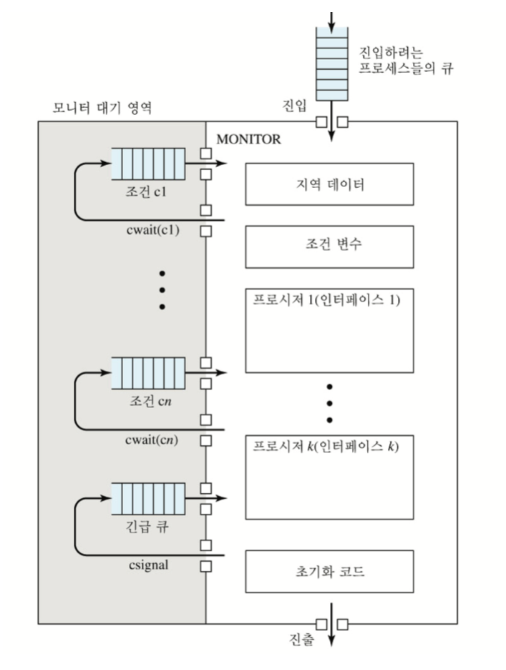 진입하려는
프로세스들의 큐
진입
모니터 대기 영역
MONITOR
조건 c1
cwait(c1)
지역 데이터
조건 변수
프로시저 1(인터페이스 1)
조건 cn
cwait(cn)
프로시저 k(인터페이스 k)
긴급 큐
csignal
초기화 코드
진출